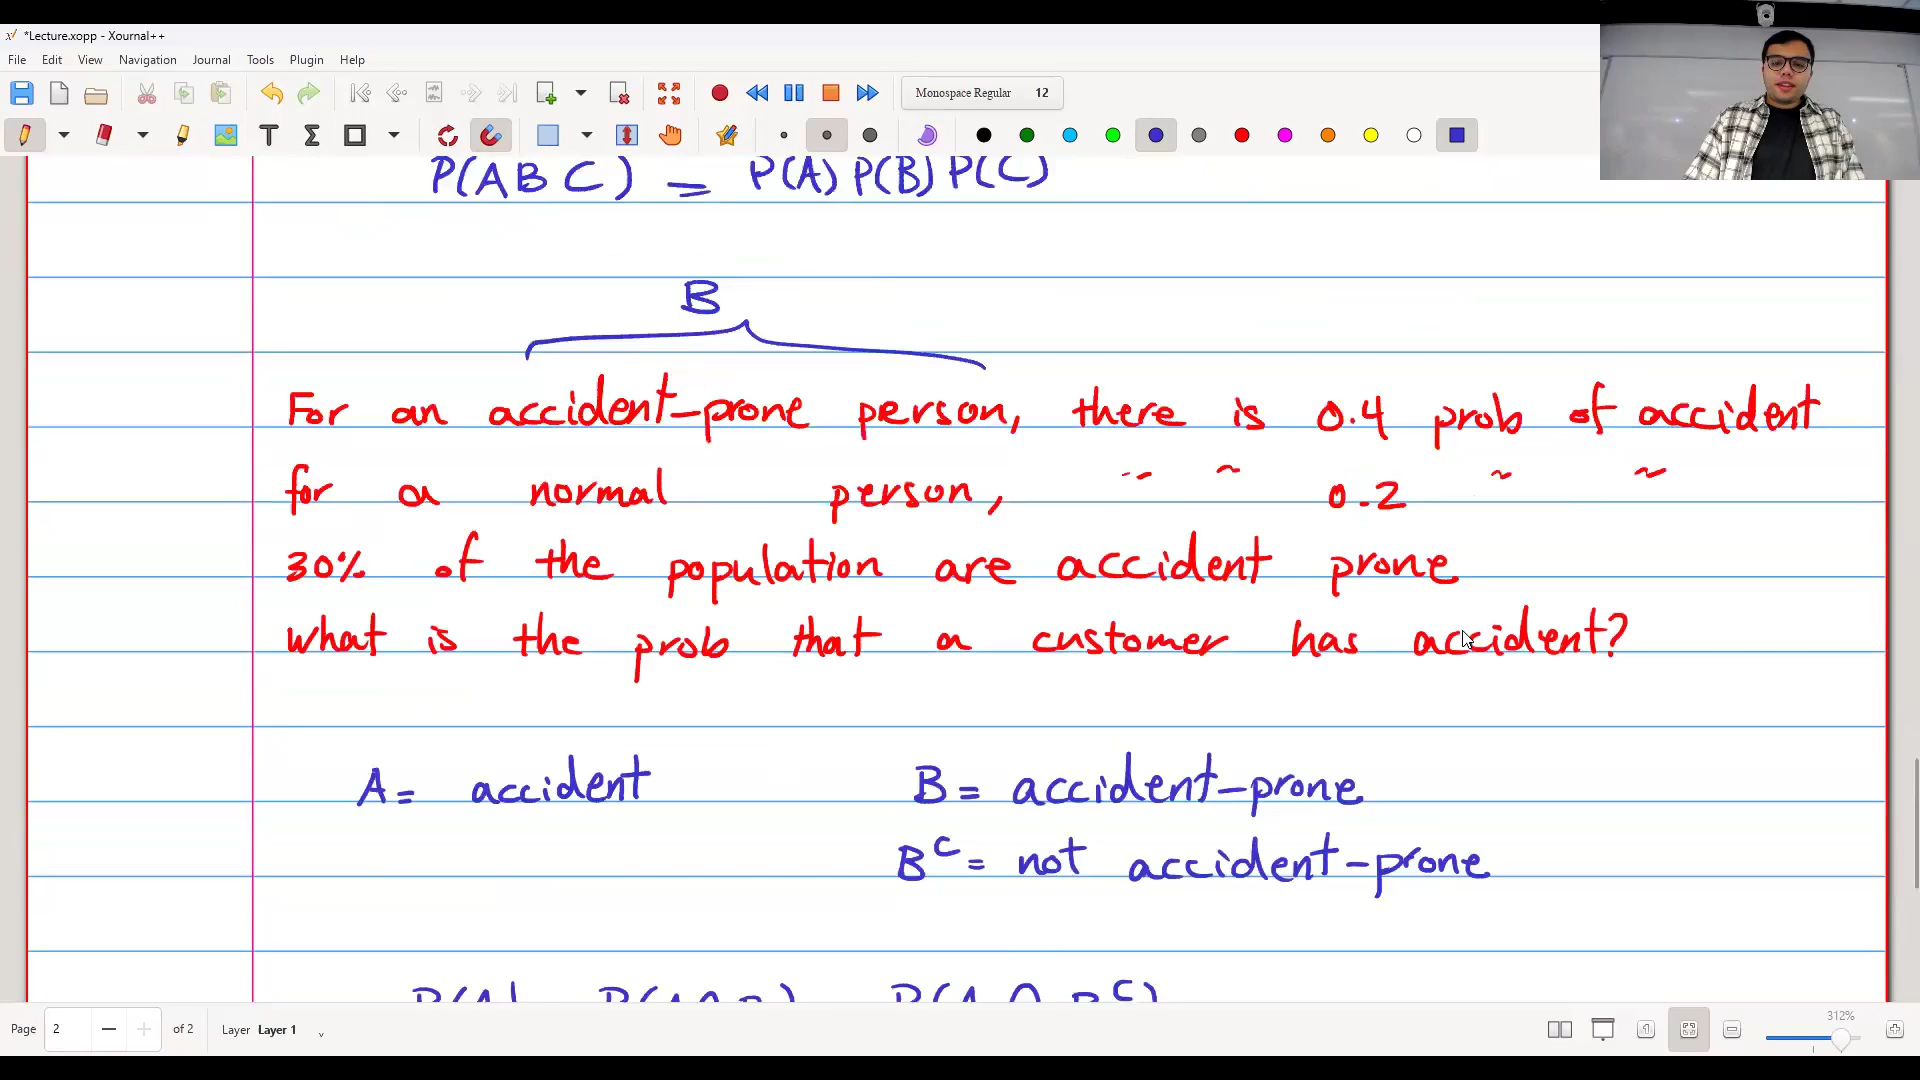 *Lecture.xopp - Xournal++
File Edit View Navigation Journal Tools Plugin Help
Monospace Regular 12
P(ABC) = P(A) P(B) P(C)
B
For an accident-prone person, there is 0.4 prob of accident
for a normal person, ~ ~ 0.2 ~ ~
30% of the population are accident prone
what is the prob that a customer has accident?
A = accident B = accident-prone
Bᶜ = not accident-prone
P(A) P(A∩B) P(A∩Bᶜ)
Page 2 of 2 Layer Layer 1 312%